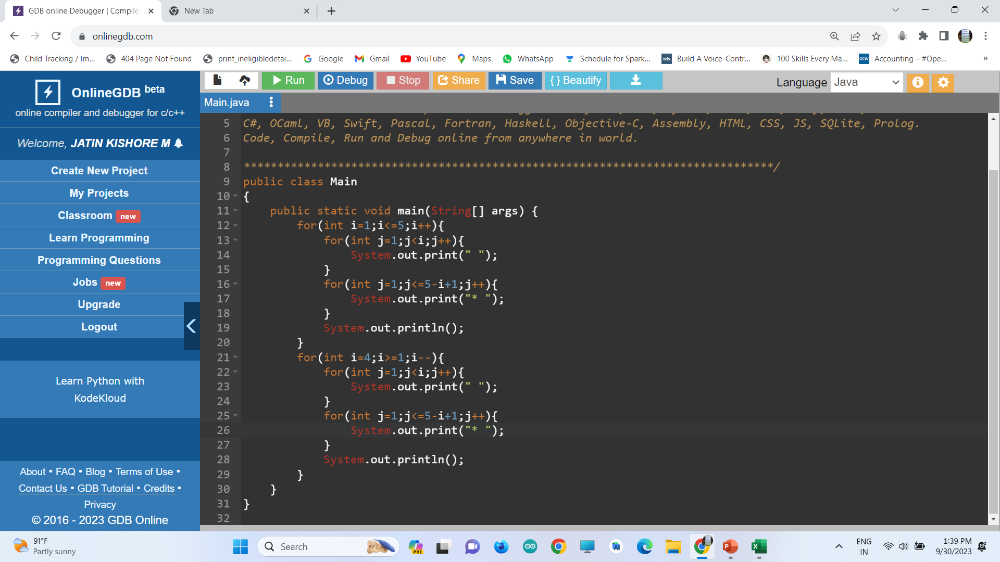 GDB online Debugger | Compile
New Tab
onlinegdb.com
Child Tracking / Im...
404 Page Not Found
print_ineligibledetai...
Google
Gmail
YouTube
Maps
WhatsApp
Schedule for Spark...
tds
Build A Voice-Contr...
100 Skills Every Ma...
ocw
Accounting – #Ope...
»
OnlineGDB beta
online compiler and debugger for c/c++
Welcome, JATIN KISHORE M
Create New Project
My Projects
Classroom new
Learn Programming
Programming Questions
Jobs new
Upgrade
Logout
Learn Python with
KodeKloud
About • FAQ • Blog • Terms of Use •
Contact Us • GDB Tutorial • Credits •
Privacy
© 2016 - 2023 GDB Online
Run
Debug
Stop
Share
Save
{ } Beautify
Language Java
Main.java
5 C#, OCaml, VB, Swift, Pascal, Fortran, Haskell, Objective-C, Assembly, HTML, CSS, JS, SQLite, Prolog.
6 Code, Compile, Run and Debug online from anywhere in world.
7
8 *******************************************************************************/
9 public class Main
10 {
11     public static void main(String[] args) {
12         for(int i=1;i<=5;i++){
13             for(int j=1;j<i;j++){
14                 System.out.print(" ");
15             }
16             for(int j=1;j<=5-i+1;j++){
17                 System.out.print("* ");
18             }
19             System.out.println();
20         }
21         for(int i=4;i>=1;i--){
22             for(int j=1;j<i;j++){
23                 System.out.print(" ");
24             }
25             for(int j=1;j<=5-i+1;j++){
26                 System.out.print("* ");
27             }
28             System.out.println();
29         }
30     }
31 }
32
91°F
Partly sunny
Search
PRE
ENG
IN
1:39 PM
9/30/2023